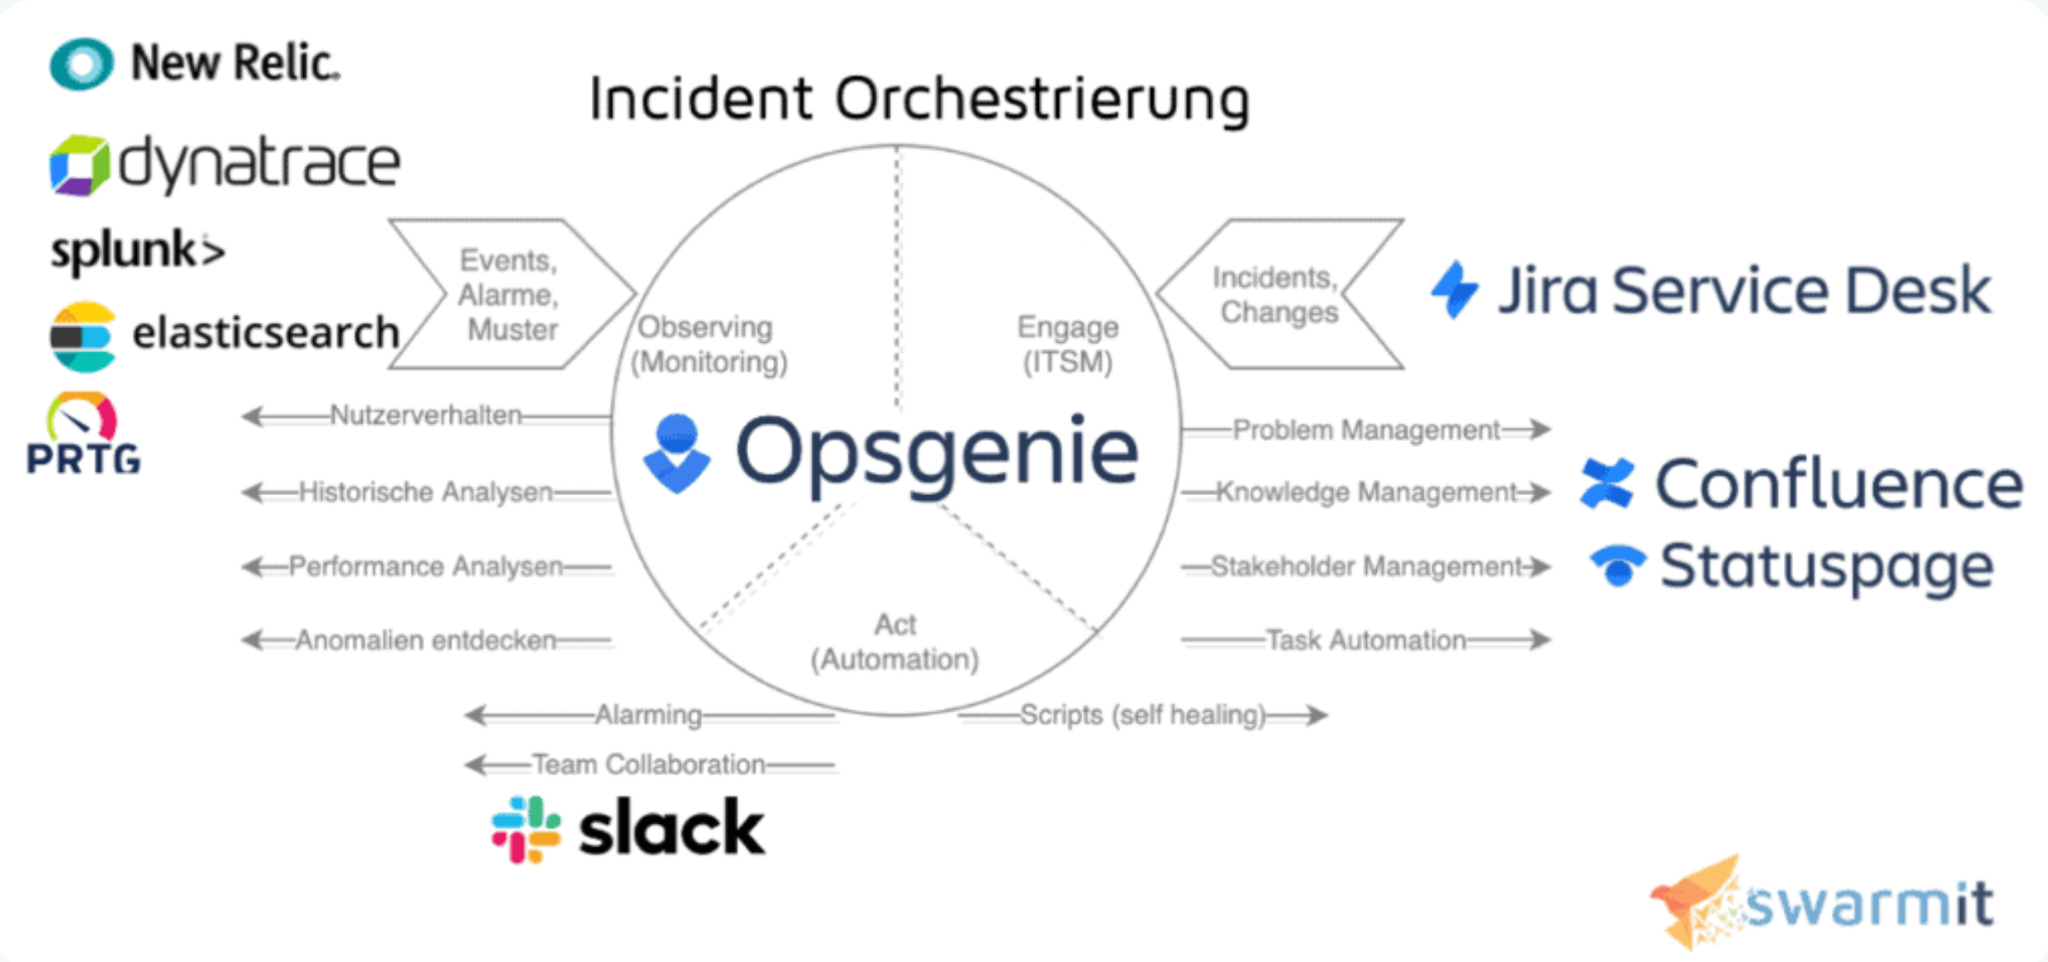 New Relic.
dynatrace
splunk>
elasticsearch
PRTG
Incident Orchestrierung
Events,
Alarme,
Muster
Observing
(Monitoring)
Engage
(ITSM)
Incidents,
Changes
Jira Service Desk
Opsgenie
Nutzerverhalten
Historische Analysen
Performance Analysen
Anomalien entdecken
Problem Management
Knowledge Management
Stakeholder Management
Task Automation
Confluence
Statuspage
Act
(Automation)
Alarming
Team Collaboration
Scripts (self healing)
slack
swarmit